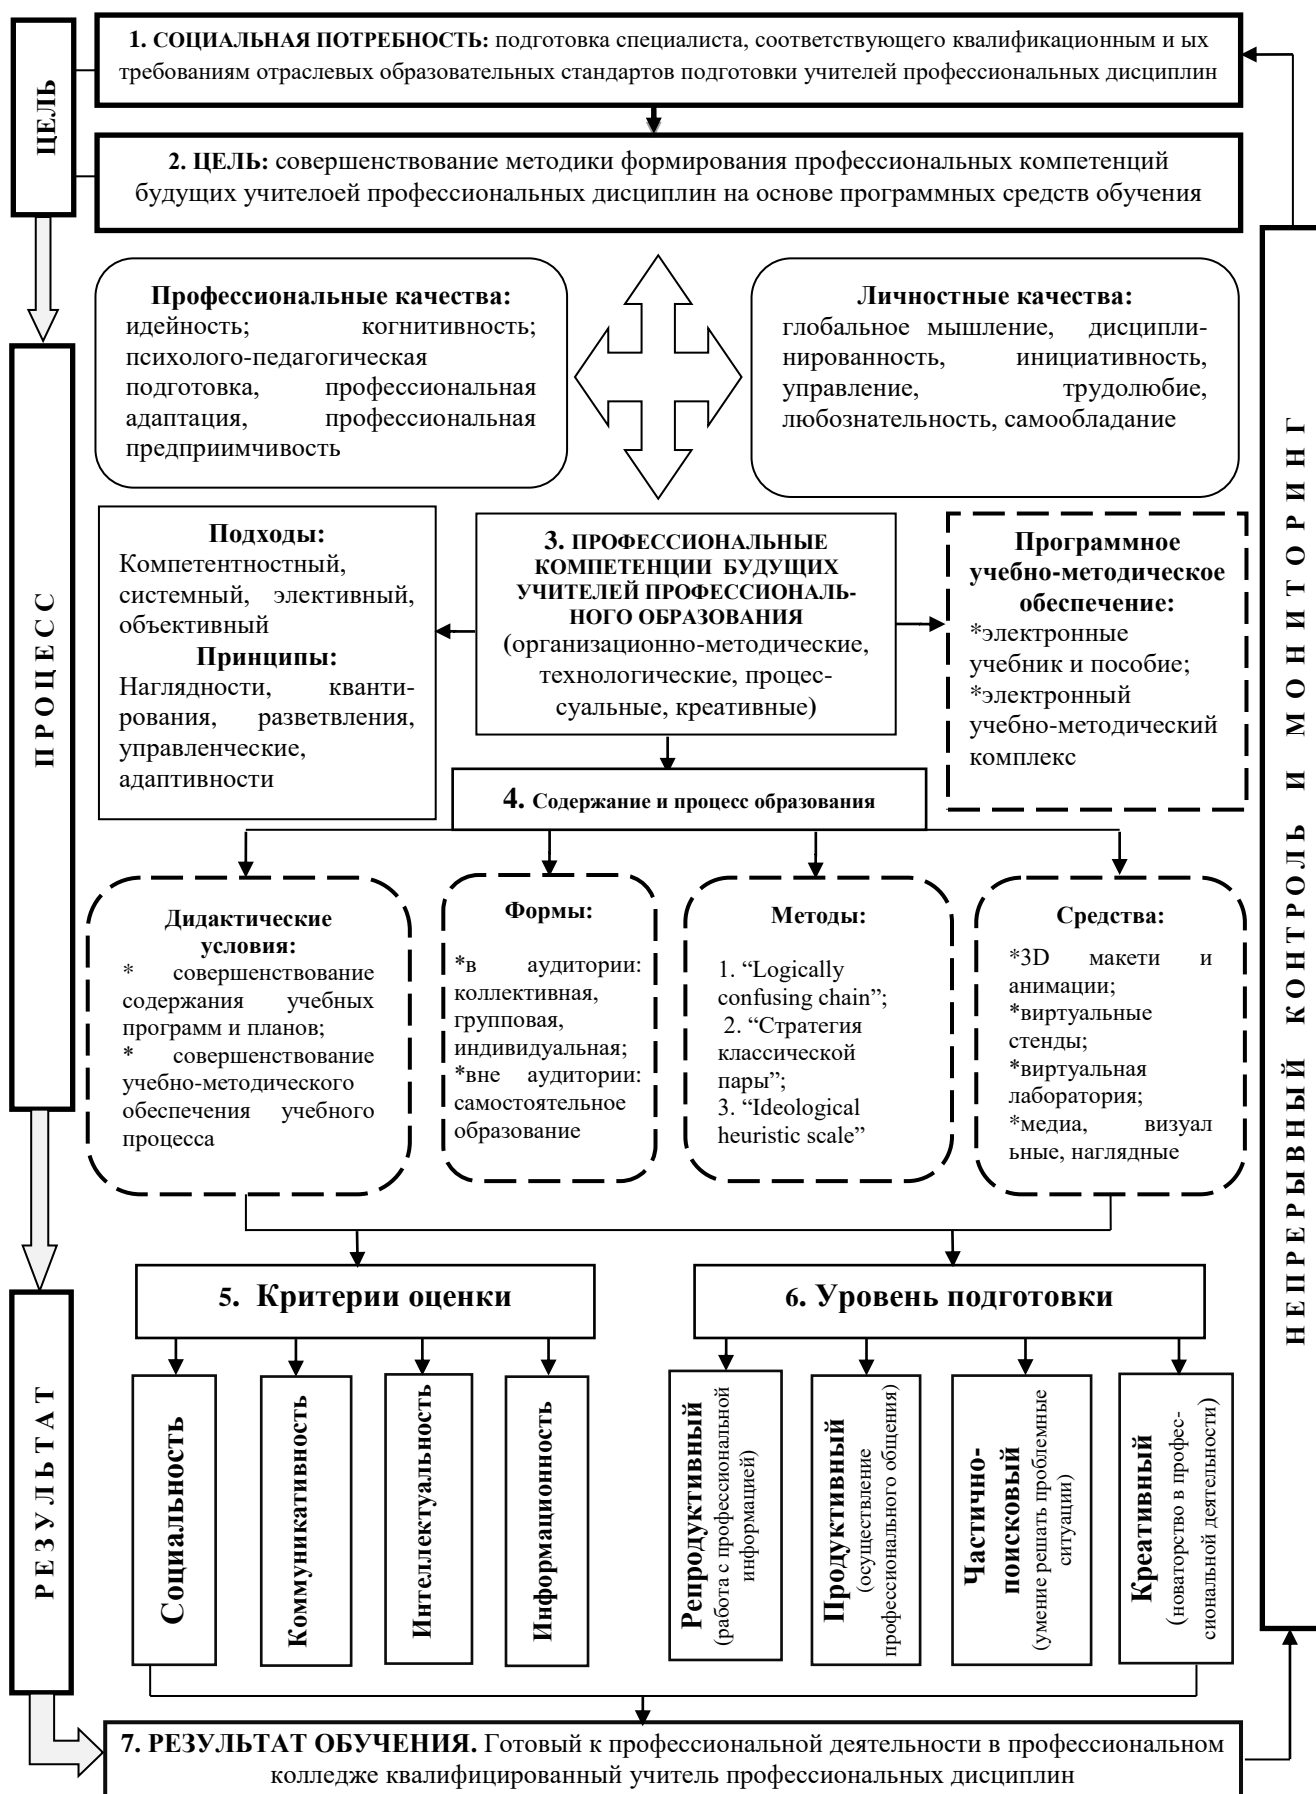 ЦЕЛЬ
1. СОЦИАЛЬНАЯ ПОТРЕБНОСТЬ: подготовка специалиста, соответствующего квалификационным и ых
требованиям отраслевых образовательных стандартов подготовки учителей профессиональных дисциплин
2. ЦЕЛЬ: совершенствование методики формирования профессиональных компетенций
будущих учителоей профессиональных дисциплин на основе программных средств обучения
ПРОЦЕСС
Профессиональные качества:
идейность; когнитивность;
психолого-педагогическая
подготовка, профессиональная
адаптация, профессиональная
предприимчивость
Личностные качества:
глобальное мышление, дисципли-
нированность, инициативность,
управление, трудолюбие,
любознательность, самообладание
Подходы:
Компетентностный,
системный, элективный,
объективный
Принципы:
Наглядности, кванти-
рования, разветвления,
управленческие,
адаптивности
3. ПРОФЕССИОНАЛЬНЫЕ
КОМПЕТЕНЦИИ БУДУЩИХ
УЧИТЕЛЕЙ ПРОФЕССИОНАЛЬ-
НОГО ОБРАЗОВАНИЯ
(организационно-методические,
технологические, процес-
суальные, креативные)
Программное
учебно-методическое
обеспечение:
*электронные
учебник и пособие;
*электронный
учебно-методический
комплекс
4. Содержание и процесс образования
Дидактические
условия:
* совершенствование
содержания учебных
программ и планов;
* совершенствование
учебно-методического
обеспечения учебного
процесса
Формы:
*в аудитории:
коллективная,
групповая,
индивидуальная;
*вне аудитории:
самостоятельное
образование
Методы:
1. “Logically
confusing chain”;
2. “Стратегия
классической
пары”;
3. “Ideological
heuristic scale”
Средства:
*3D макети и
анимации;
*виртуальные
стенды;
*виртуальная
лаборатория;
*медиа, визуал
ьные, наглядные
РЕЗУЛЬТАТ
5. Критерии оценки
6. Уровень подготовки
Социальность
Коммуникативность
Интеллектуальность
Информационность
Репродуктивный
(работа с профессиональной
информацией)
Продуктивный
(осуществление
профессионального общения)
Частично-
поисковый
(умение решать проблемные
ситуации)
Креативный
(новаторство в профес-
сиональной деятельности)
7. РЕЗУЛЬТАТ ОБУЧЕНИЯ. Готовый к профессиональной деятельности в профессиональном
колледже квалифицированный учитель профессиональных дисциплин
НЕПРЕРЫВНЫЙ КОНТРОЛЬ И МОНИТОРИНГ